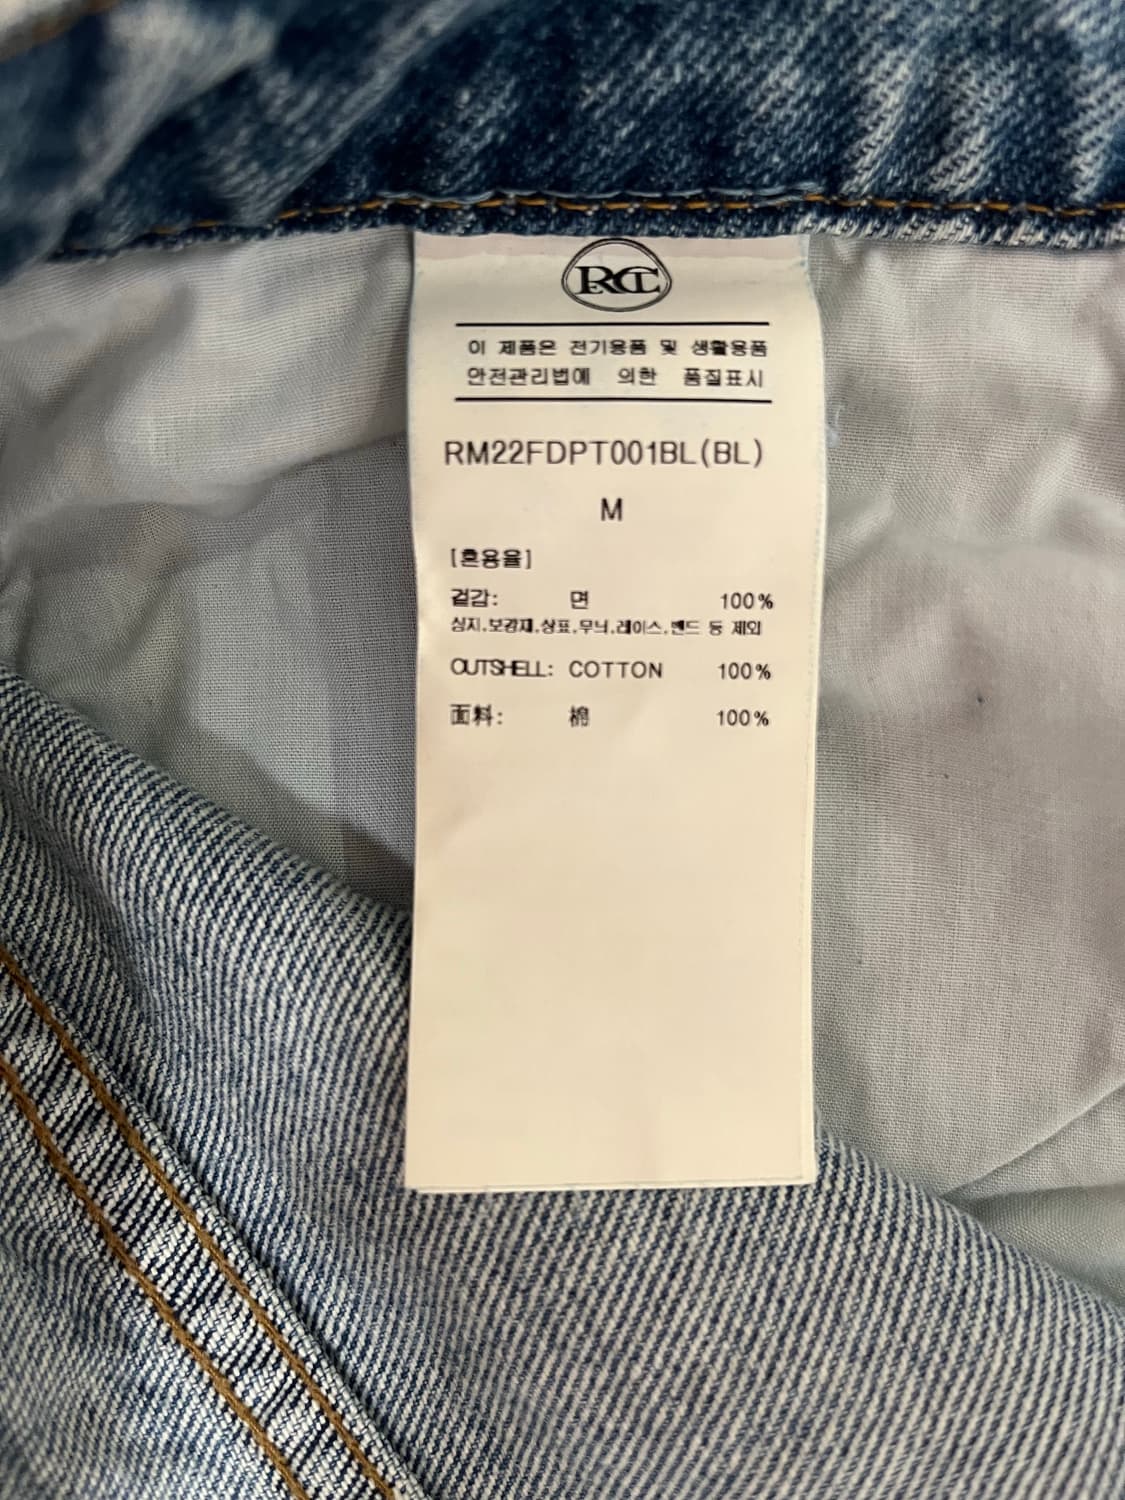 RCT
이 제품은 전기용품 및 생활용품
안전관리법에 의한 품질표시
RM22FDPT001BL(BL)
M
[혼용율]
겉감: 면 100%
심지,보강재,상표,무늬,레이스,밴드 등 제외
OUTSHELL: COTTON 100%
面料: 棉 100%